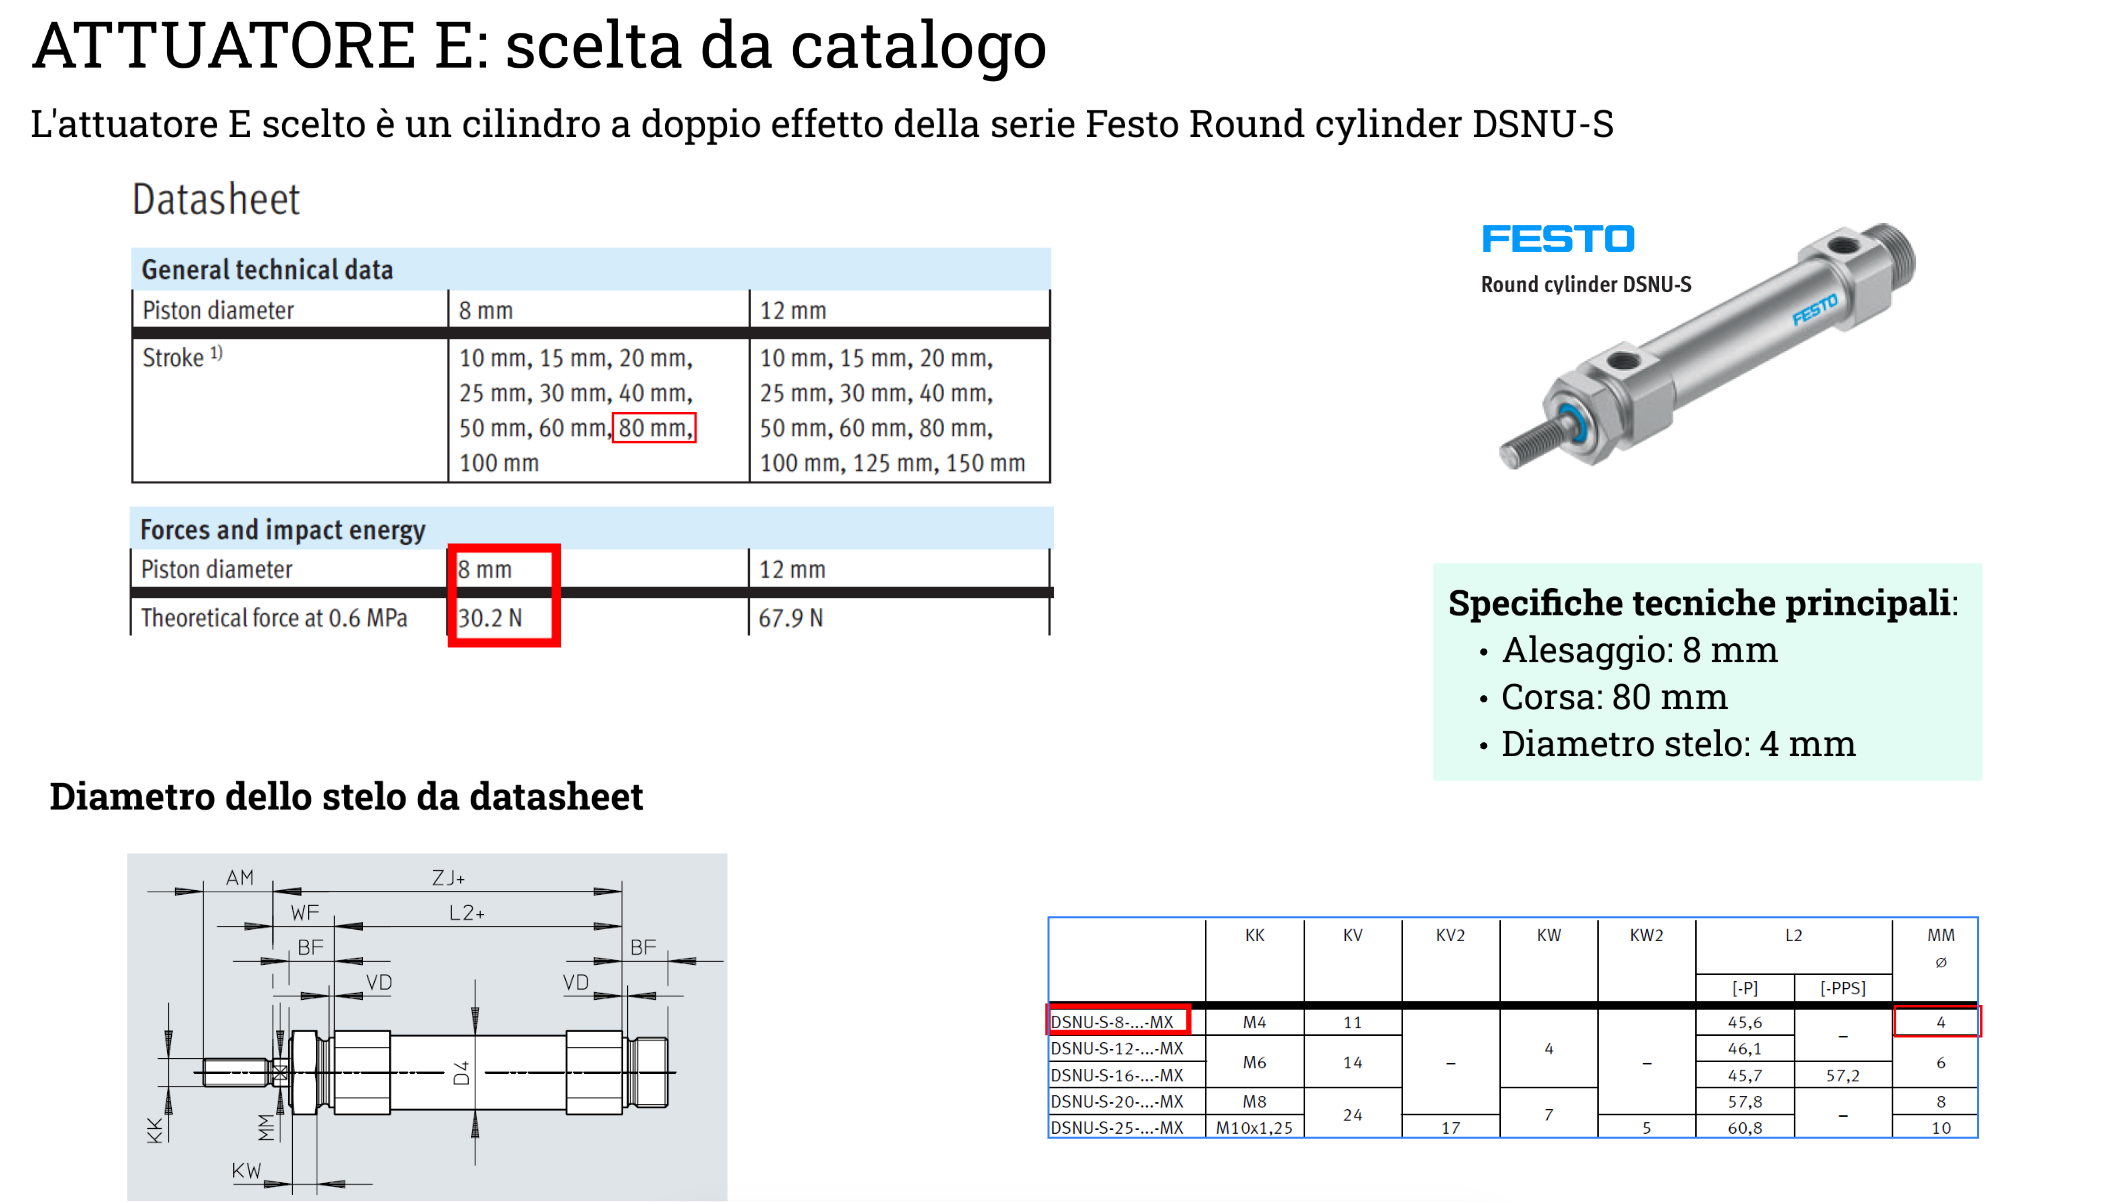 ATTUATORE E: scelta da catalogo
L'attuatore E scelto è un cilindro a doppio effetto della serie Festo Round cylinder DSNU-S
Datasheet
General technical data
Piston diameter 8 mm 12 mm
Stroke 1) 10 mm, 15 mm, 20 mm, 10 mm, 15 mm, 20 mm,
25 mm, 30 mm, 40 mm, 25 mm, 30 mm, 40 mm,
50 mm, 60 mm, 80 mm, 50 mm, 60 mm, 80 mm,
100 mm 100 mm, 125 mm, 150 mm
Forces and impact energy
Piston diameter 8 mm 12 mm
Theoretical force at 0.6 MPa 30.2 N 67.9 N
FESTO
Round cylinder DSNU-S
FESTO
Specifiche tecniche principali:
• Alesaggio: 8 mm
• Corsa: 80 mm
• Diametro stelo: 4 mm
Diametro dello stelo da datasheet
AM ZJ+
WF L2+
BF BF
VD VD
D4
KK MM
KW
KK KV KV2 KW KW2 L2 MM
Ø
[-P] [-PPS]
DSNU-S-8-...-MX M4 11 – 4 – 45,6 – 4
DSNU-S-12-...-MX M6 14 46,1 6
DSNU-S-16-...-MX 45,7 57,2
DSNU-S-20-...-MX M8 24 7 57,8 – 8
DSNU-S-25-...-MX M10x1,25 17 5 60,8 10